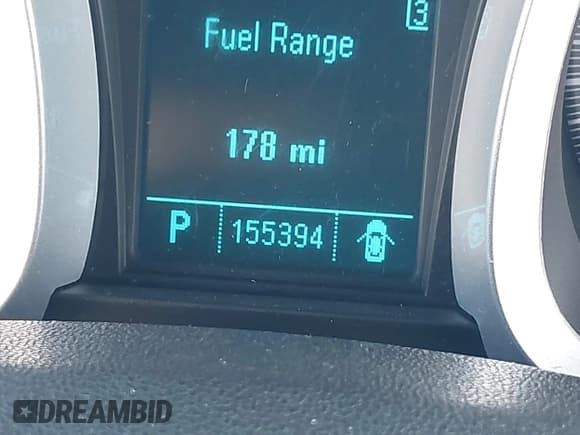 3
Fuel Range
178 mi
P 155394
DREAMBID